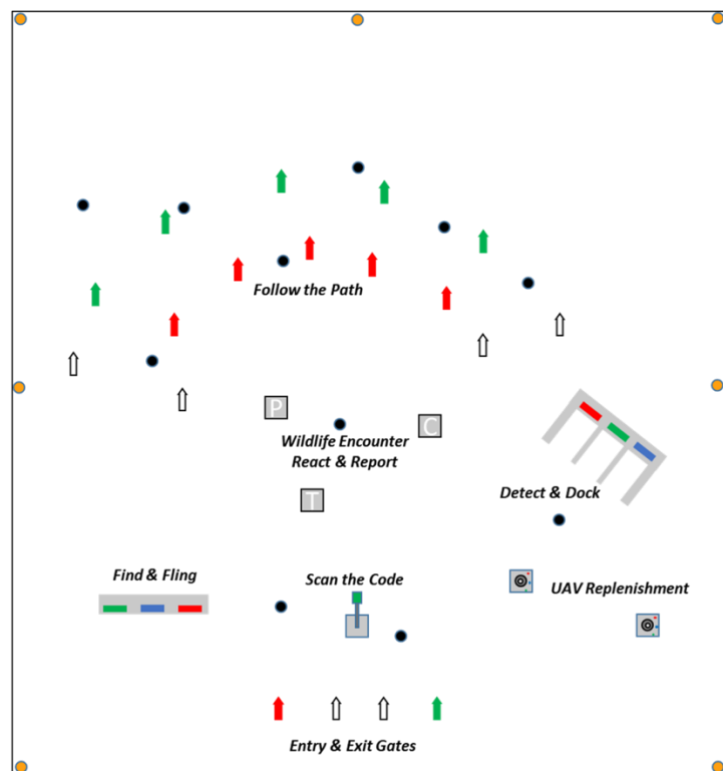 Follow the Path
P
C
Wildlife Encounter
React & Report
Detect & Dock
T
Find & Fling
Scan the Code
UAV Replenishment
Entry & Exit Gates